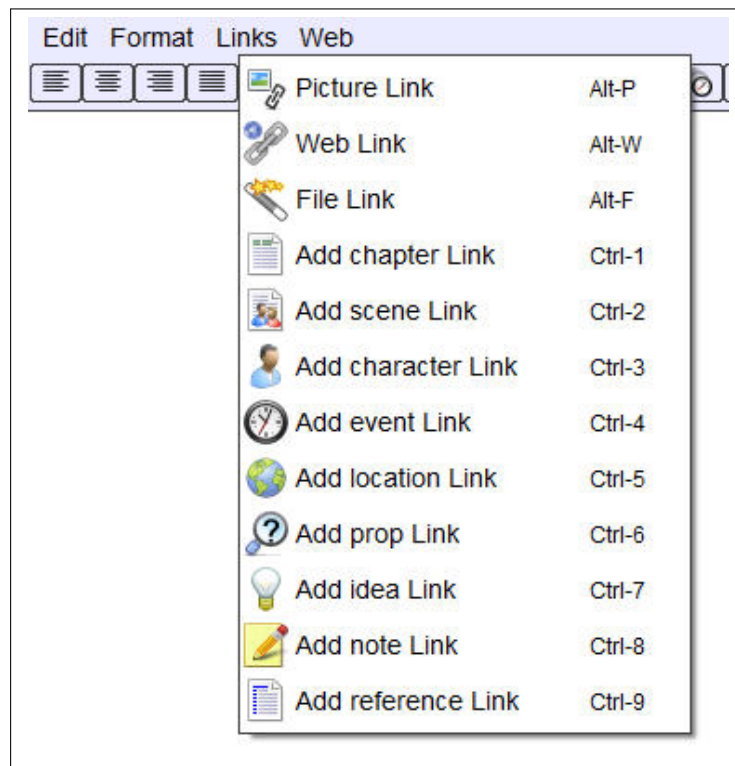 Edit Format Links Web
Picture Link Alt-P
Web Link Alt-W
File Link Alt-F
Add chapter Link Ctrl-1
Add scene Link Ctrl-2
Add character Link Ctrl-3
Add event Link Ctrl-4
Add location Link Ctrl-5
Add prop Link Ctrl-6
Add idea Link Ctrl-7
Add note Link Ctrl-8
Add reference Link Ctrl-9